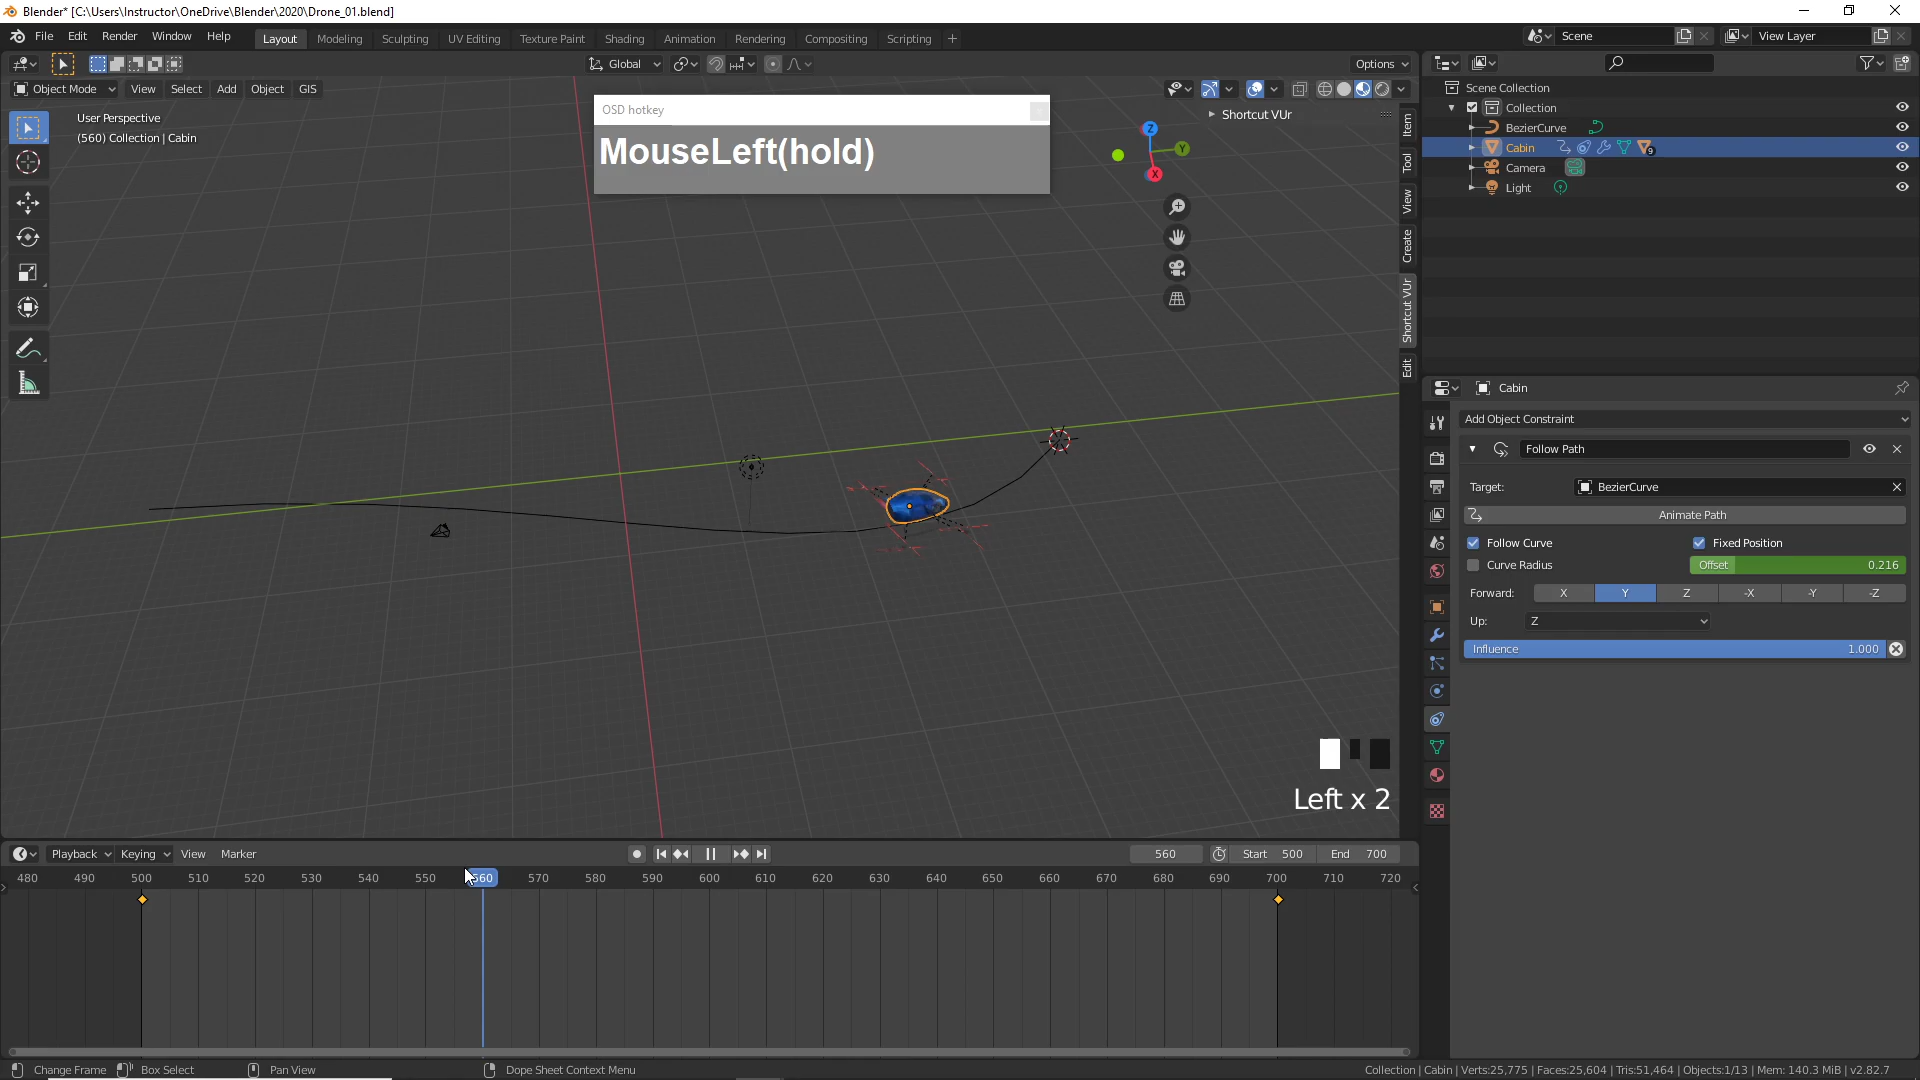 Blender* [C:\Users\Instructor\OneDrive\Blender\2020\Drone_01.blend]
File Edit Render Window Help Layout Modeling Sculpting UV Editing Texture Paint Shading Animation Rendering Compositing Scripting Scene View Layer
Global Options
Object Mode View Select Add Object GIS
User Perspective
(560) Collection | Cabin
OSD hotkey
MouseLeft(hold)
Shortcut VUr
Z
Y
X
Item
Tool
View
Create
Shortcut VUr
Edit
Scene Collection
Collection
BezierCurve
Cabin 9
Camera
Light
Cabin
Add Object Constraint
Follow Path
Target: BezierCurve
Animate Path
Follow Curve Fixed Position
Curve Radius Offset 0.216
Forward: X Y Z -X -Y -Z
Up: Z
Influence 1.000
Left x 2
Playback Keying View Marker 560 Start 500 End 700
480 490 500 510 520 530 540 550 560 570 580 590 600 610 620 630 640 650 660 670 680 690 700 710 720
Change Frame Box Select Pan View Dope Sheet Context Menu Collection | Cabin | Verts:25,775 | Faces:25,604 | Tris:51,464 | Objects:1/13 | Mem: 140.3 MiB | v2.82.7